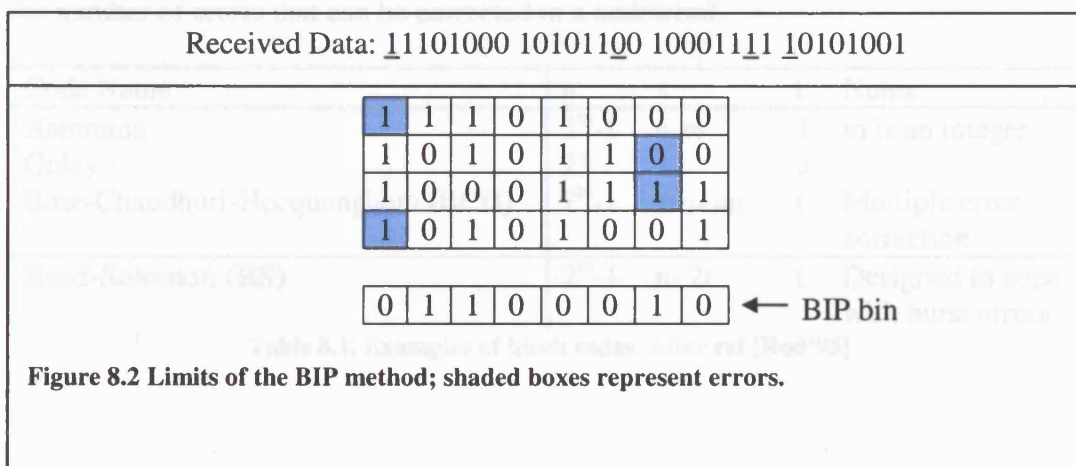 Received Data: 11101000 10101100 10001111 10101001
1 1 1 0 1 0 0 0
1 0 1 0 1 1 0 0
1 0 0 0 1 1 1 1
1 0 1 0 1 0 0 1
0 1 1 0 0 0 1 0 ← BIP bin
Figure 8.2 Limits of the BIP method; shaded boxes represent errors.